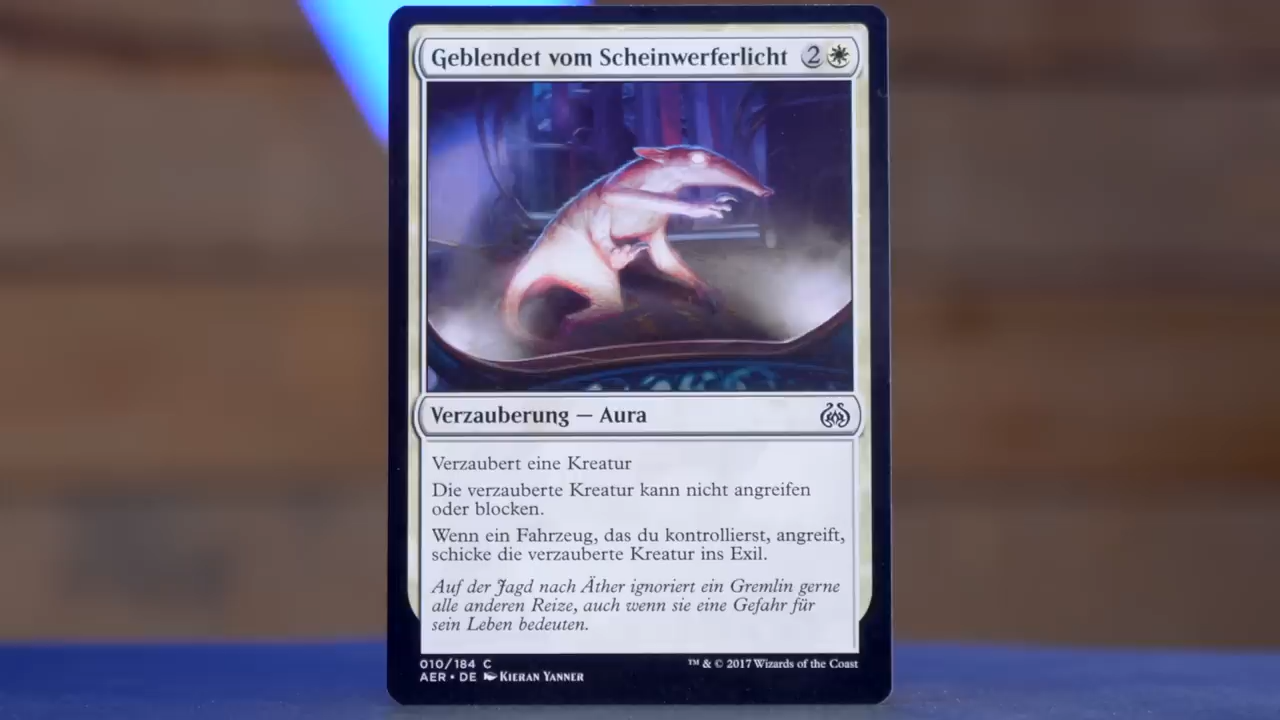 Geblendet vom Scheinwerferlicht 2
Verzauberung — Aura
Verzaubert eine Kreatur
Die verzauberte Kreatur kann nicht angreifen
oder blocken.
Wenn ein Fahrzeug, das du kontrollierst, angreift,
schicke die verzauberte Kreatur ins Exil.
Auf der Jagd nach Äther ignoriert ein Gremlin gerne
alle anderen Reize, auch wenn sie eine Gefahr für
sein Leben bedeuten.
010/184 C
AER • DE KIERAN YANNER
™ & © 2017 Wizards of the Coast